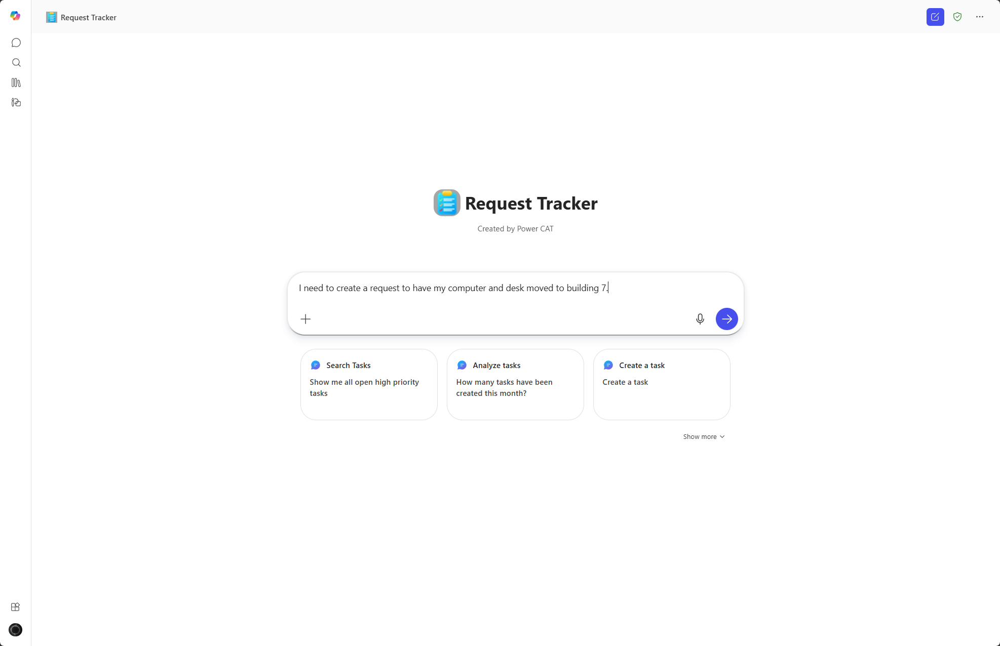 Request Tracker
Request Tracker
Created by Power CAT
I need to create a request to have my computer and desk moved to building 7.
Search Tasks
Show me all open high priority
tasks
Analyze tasks
How many tasks have been
created this month?
Create a task
Create a task
Show more